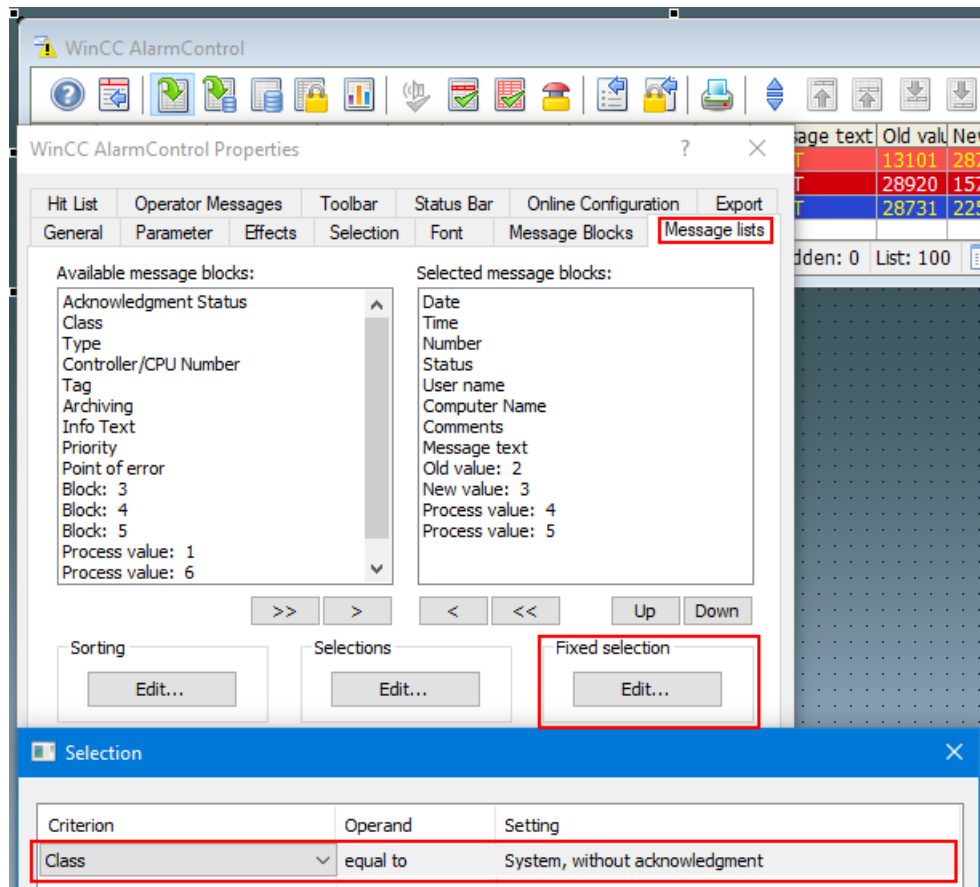 WinCC AlarmControl
sage text Old valu New
T 13101 287
T 28920 157
T 28731 225
dden: 0 List: 100
WinCC AlarmControl Properties
Hit List Operator Messages Toolbar Status Bar Online Configuration Export
General Parameter Effects Selection Font Message Blocks Message lists
Available message blocks:
Acknowledgment Status
Class
Type
Controller/CPU Number
Tag
Archiving
Info Text
Priority
Point of error
Block: 3
Block: 4
Block: 5
Process value: 1
Process value: 6
Selected message blocks:
Date
Time
Number
Status
User name
Computer Name
Comments
Message text
Old value: 2
New value: 3
Process value: 4
Process value: 5
>> > < << Up Down
Sorting Selections Fixed selection
Edit... Edit... Edit...
Selection
Criterion Operand Setting
Class equal to System, without acknowledgment